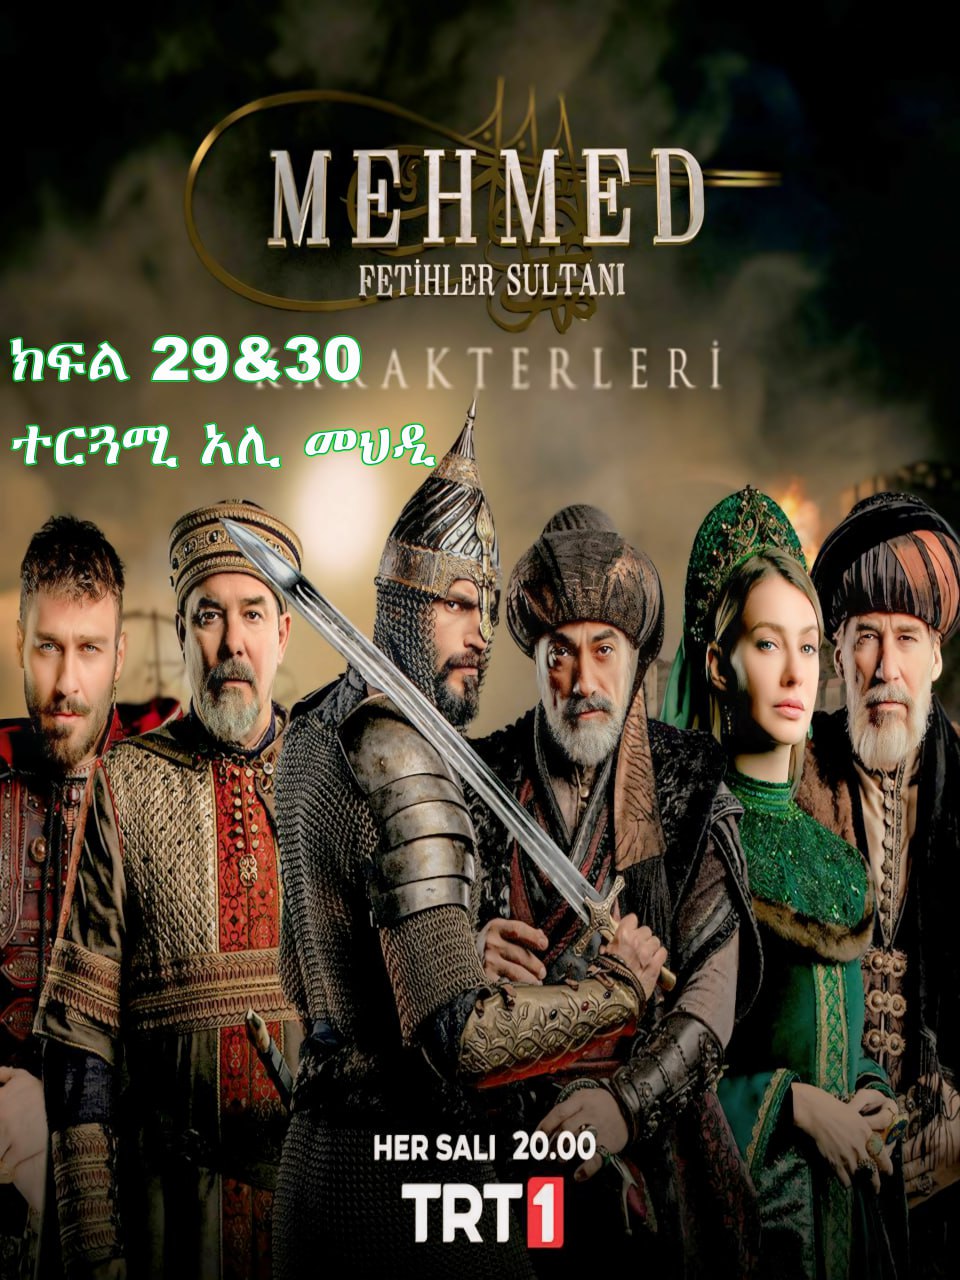 MEHMED
FETİHLER SULTANI
ክፍል 29&30
KARAKTERLERİ
ተርጓሚ አሊ መህዲ
HER SALI 20.00
TRT1